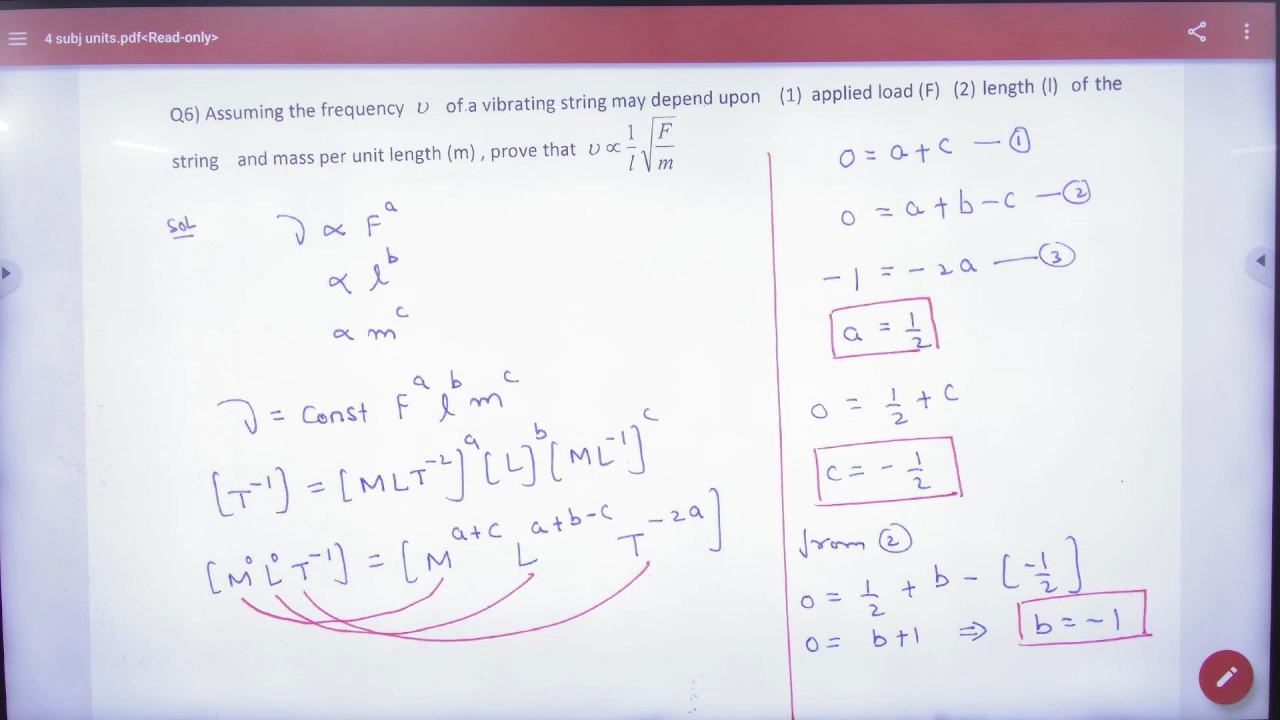 4 subj units.pdf<Read-only>
Q6) Assuming the frequency υ of.a vibrating string may depend upon (1) applied load (F) (2) length (l) of the
string and mass per unit length (m) , prove that υ ∝ 1/l √(F/m)
Sol
ν ∝ F^a
∝ l^b
∝ m^c
ν = Const F^a l^b m^c
[T^-1] = [MLT^-2]^a [L]^b [ML^-1]^c
[M^0 L^0 T^-1] = [M^a+c L^a+b-c T^-2a]
0 = a + c — ①
0 = a + b - c — ②
-1 = -2a — ③
a = 1/2
0 = 1/2 + c
c = - 1/2
from ②
0 = 1/2 + b - [-1/2]
0 = b+1 ⇒ b = -1